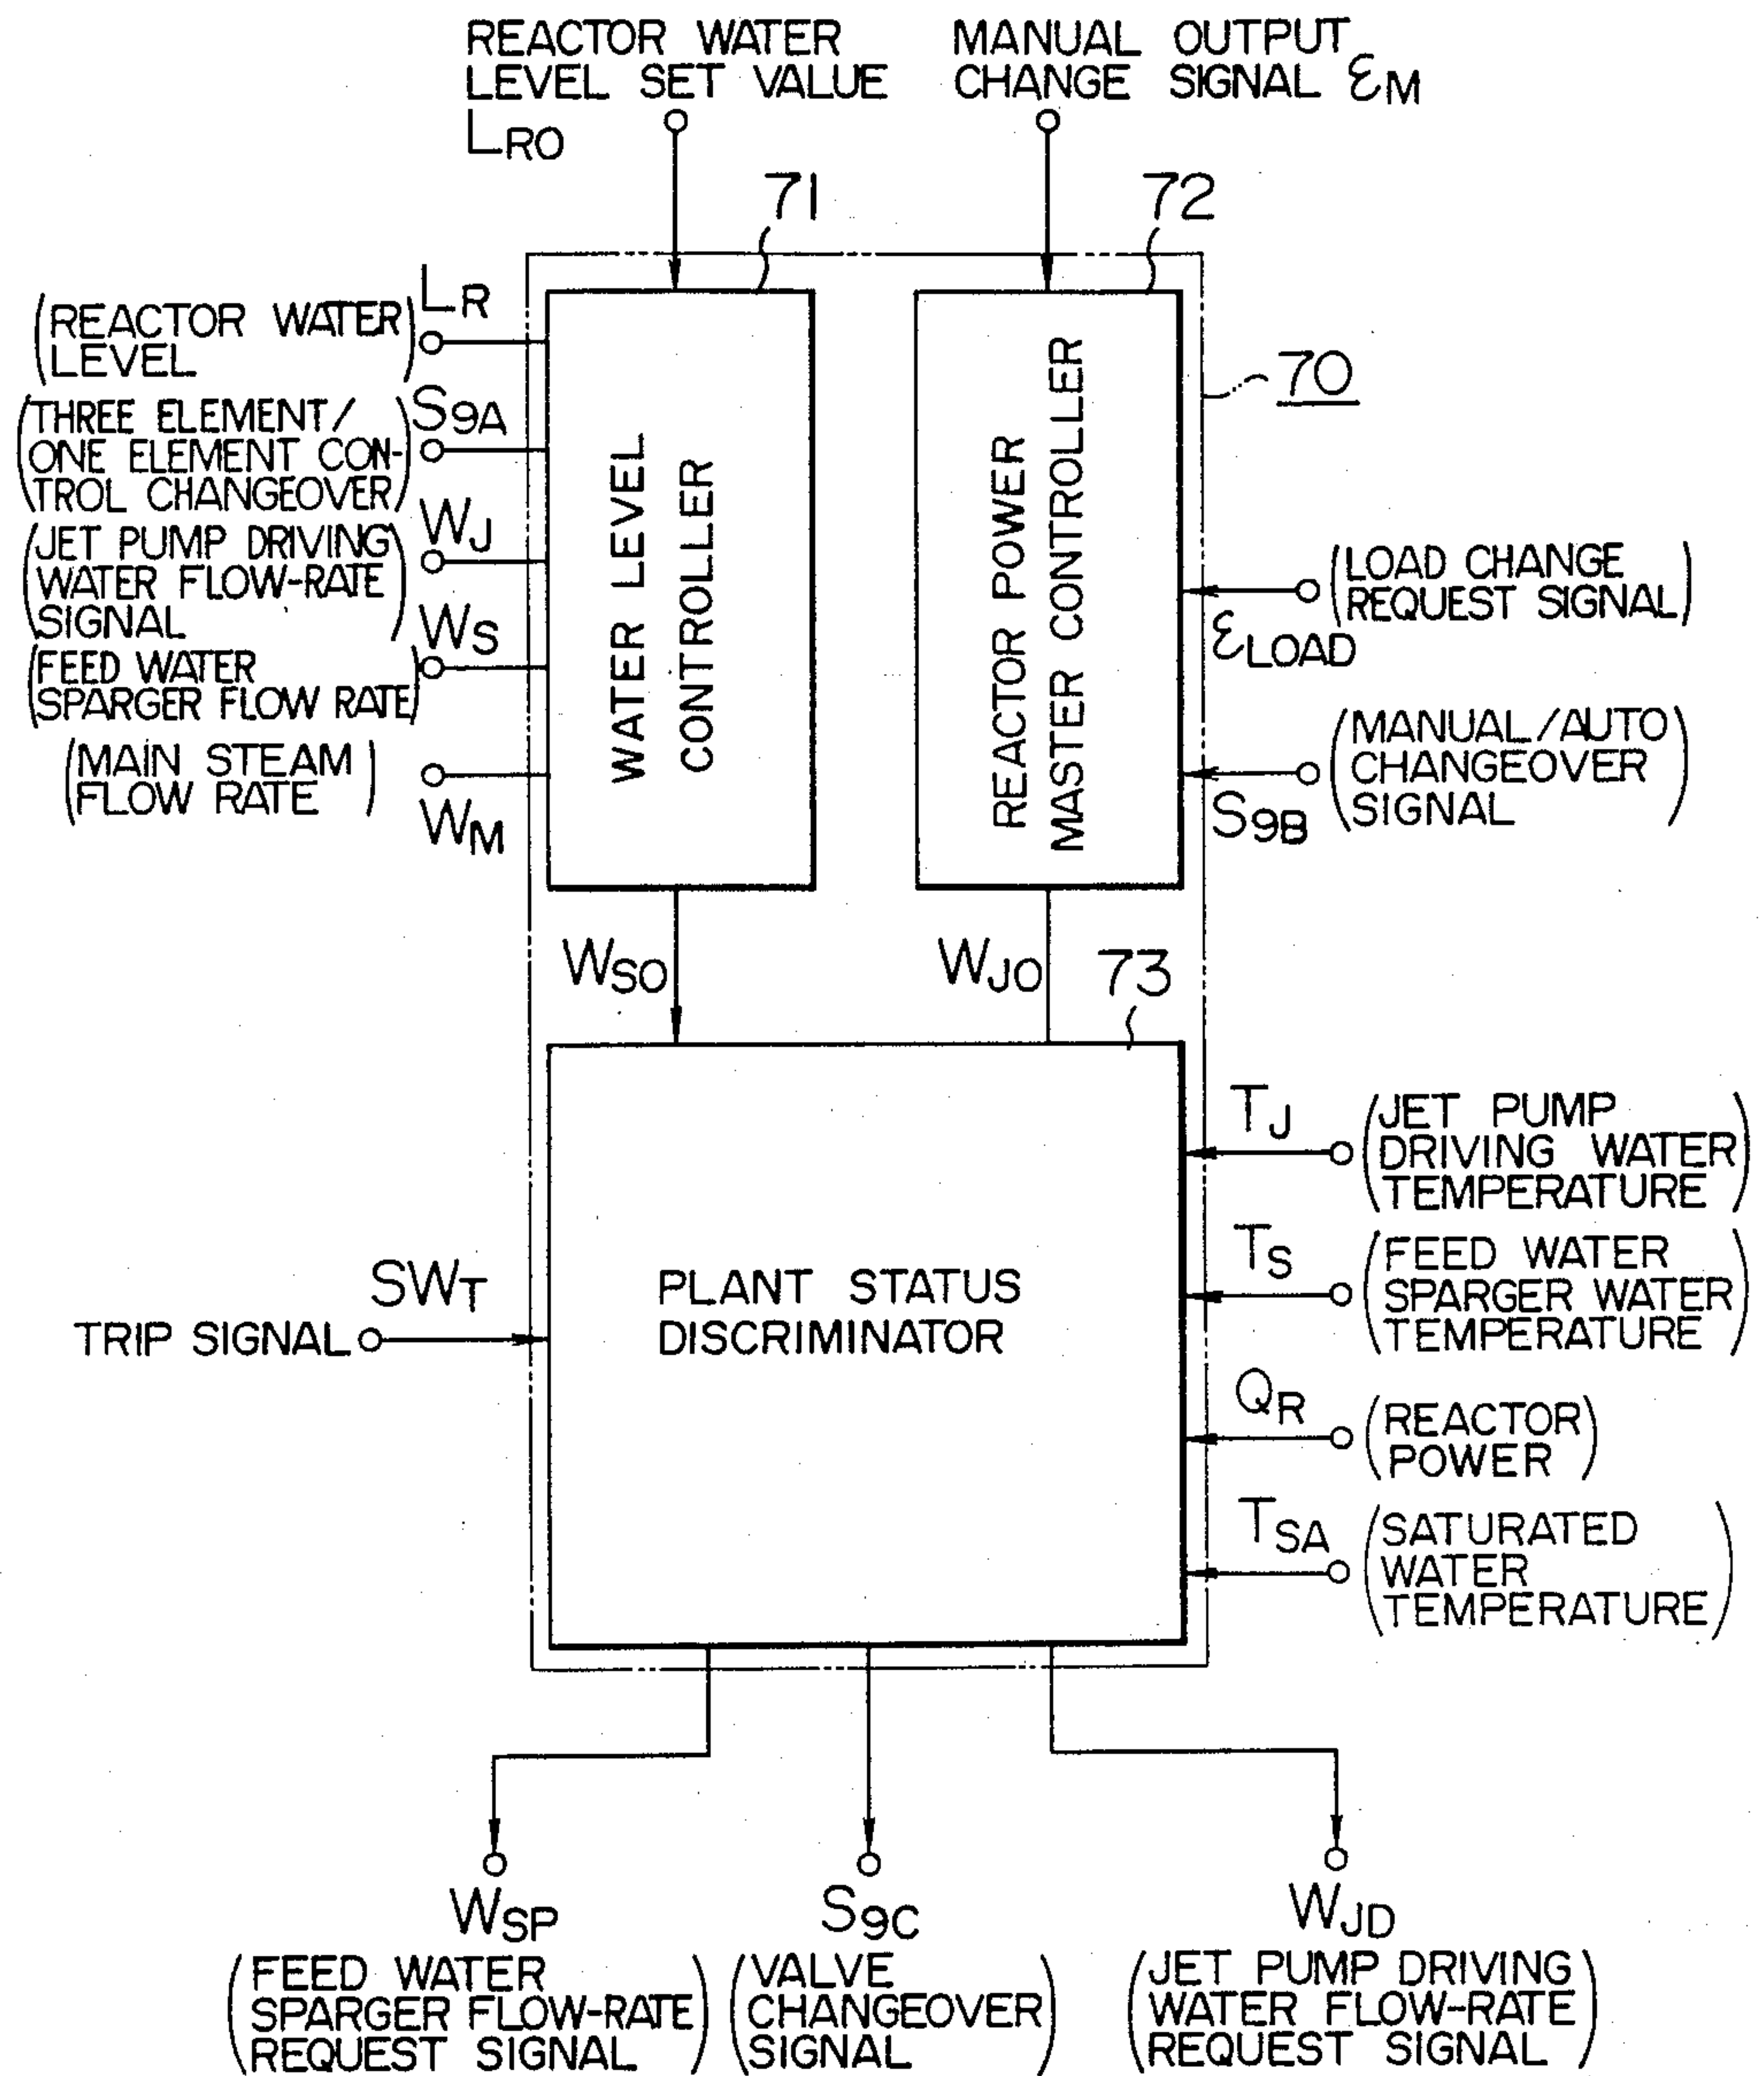 REACTOR WATER
LEVEL SET VALUE
LRO
MANUAL OUTPUT
CHANGE SIGNAL εM
71
72
70
LR
(REACTOR WATER
LEVEL)
S9A
(THREE ELEMENT/
ONE ELEMENT CON-
TROL CHANGEOVER)
WJ
(JET PUMP DRIVING
WATER FLOW-RATE
SIGNAL)
WS
(FEED WATER
SPARGER FLOW RATE)
(MAIN STEAM
FLOW RATE)
WM
WATER LEVEL
CONTROLLER
REACTOR POWER
MASTER CONTROLLER
(LOAD CHANGE
REQUEST SIGNAL)
εLOAD
(MANUAL/AUTO
CHANGEOVER
SIGNAL)
S9B
WSO
WJO
73
TJ
(JET PUMP
DRIVING WATER
TEMPERATURE)
TS
(FEED WATER
SPARGER WATER
TEMPERATURE)
SWT
TRIP SIGNAL
PLANT STATUS
DISCRIMINATOR
QR
(REACTOR
POWER)
TSA
(SATURATED
WATER
TEMPERATURE)
WSP
(FEED WATER
SPARGER FLOW-RATE
REQUEST SIGNAL)
S9C
(VALVE
CHANGEOVER
SIGNAL)
WJD
(JET PUMP DRIVING
WATER FLOW-RATE
REQUEST SIGNAL)